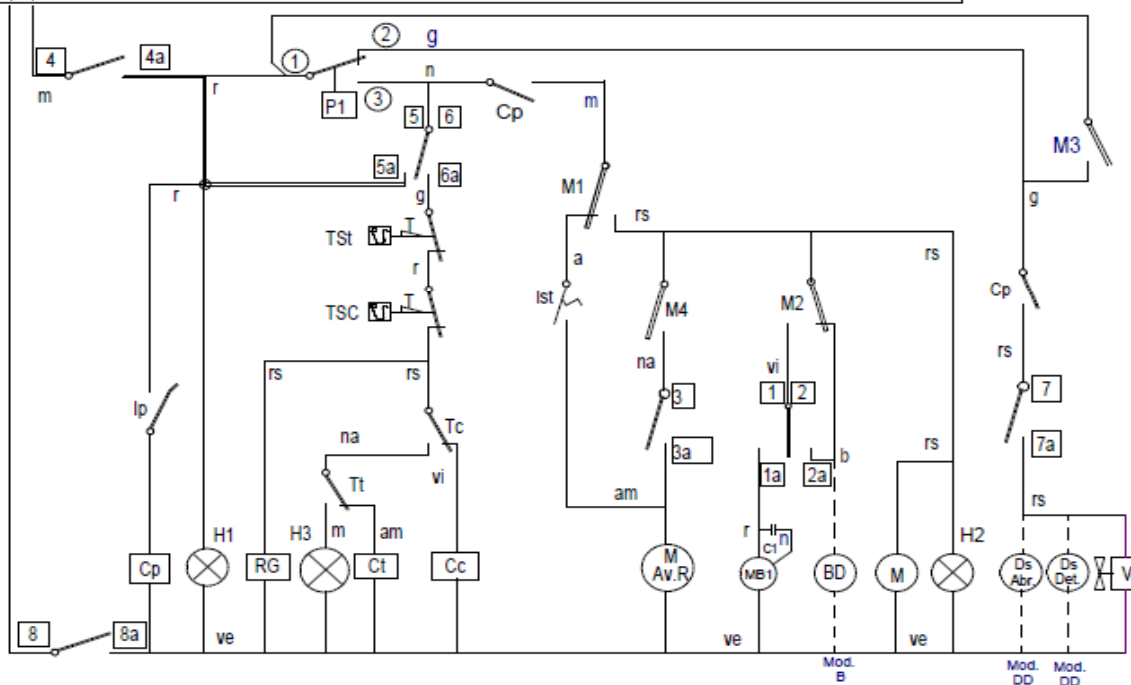 2
g
4
4a
1
r
n
m
P1
3
Cp
m
5
6
M3
5a
6a
M1
r
g
g
rs
TSt
T
a
rs
r
Ist
Cp
TSC
T
M4
M2
na
rs
vi
rs
rs
1
2
7
Ip
Tc
3
na
rs
3a
7a
vi
1a
2a
b
Tt
am
rs
H1
H3
m
am
r
C1
n
H2
Cp
RG
Ct
Cc
M
Av.R
MB1
BD
M
Ds
Abr.
Ds
Det.
V
8
8a
ve
ve
ve
Mod.
B
Mod.
DD
Mod.
DD